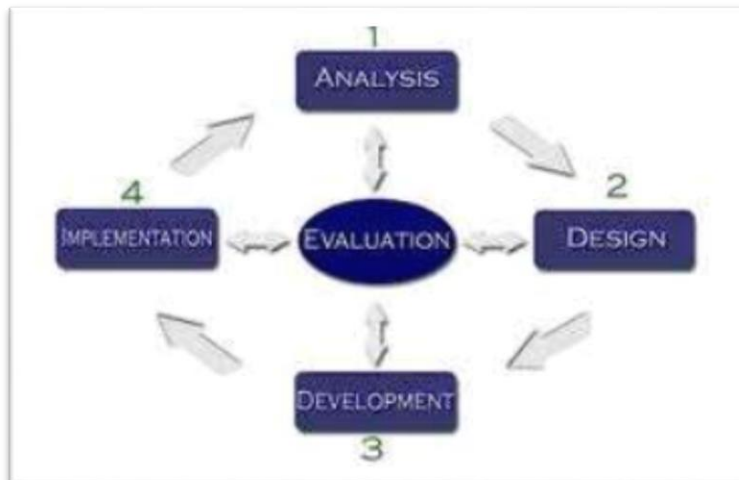 1
ANALYSIS
4
2
IMPLEMENTATION
EVALUATION
DESIGN
DEVELOPMENT
3